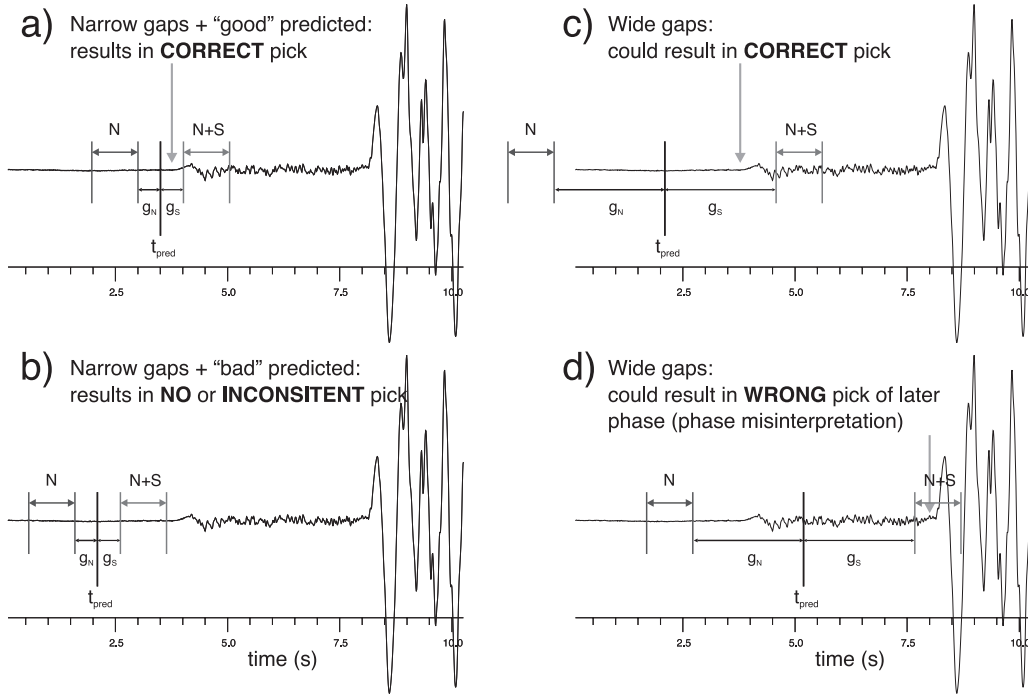 a) Narrow gaps + “good” predicted:
results in CORRECT pick
N
N+S
gN
gS
tpred
2.5 5.0 7.5 10.0
b) Narrow gaps + “bad” predicted:
results in NO or INCONSITENT pick
N
N+S
gN
gS
tpred
2.5 5.0 7.5 10.0
time (s)
c) Wide gaps:
could result in CORRECT pick
N
N+S
gN
gS
tpred
2.5 5.0 7.5 10.0
d) Wide gaps:
could result in WRONG pick of later
phase (phase misinterpretation)
N
N+S
gN
gS
tpred
2.5 5.0 7.5 10.0
time (s)